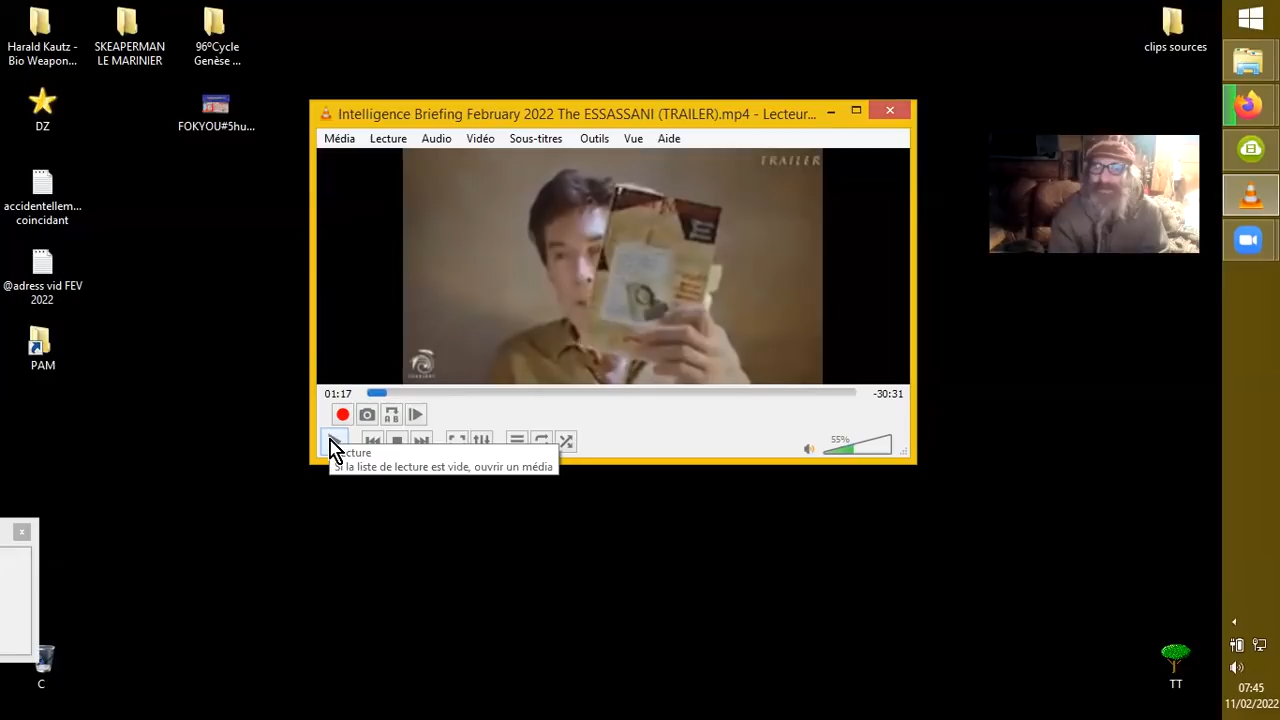 Harald Kautz -
Bio Weapon...
SKEAPERMAN
LE MARINIER
96°Cycle
Genèse ...
clips sources
DZ
FOKYOU#5hu...
accidentellem...
coincidant
@adress vid FEV
2022
PAM
Intelligence Briefing February 2022 The ESSASSANI (TRAILER).mp4 - Lecteur...
Média Lecture Audio Vidéo Sous-titres Outils Vue Aide
TRAILER
01:17
-30:31
55%
ecture
Si la liste de lecture est vide, ouvrir un média
C
TT
07:45
11/02/2022